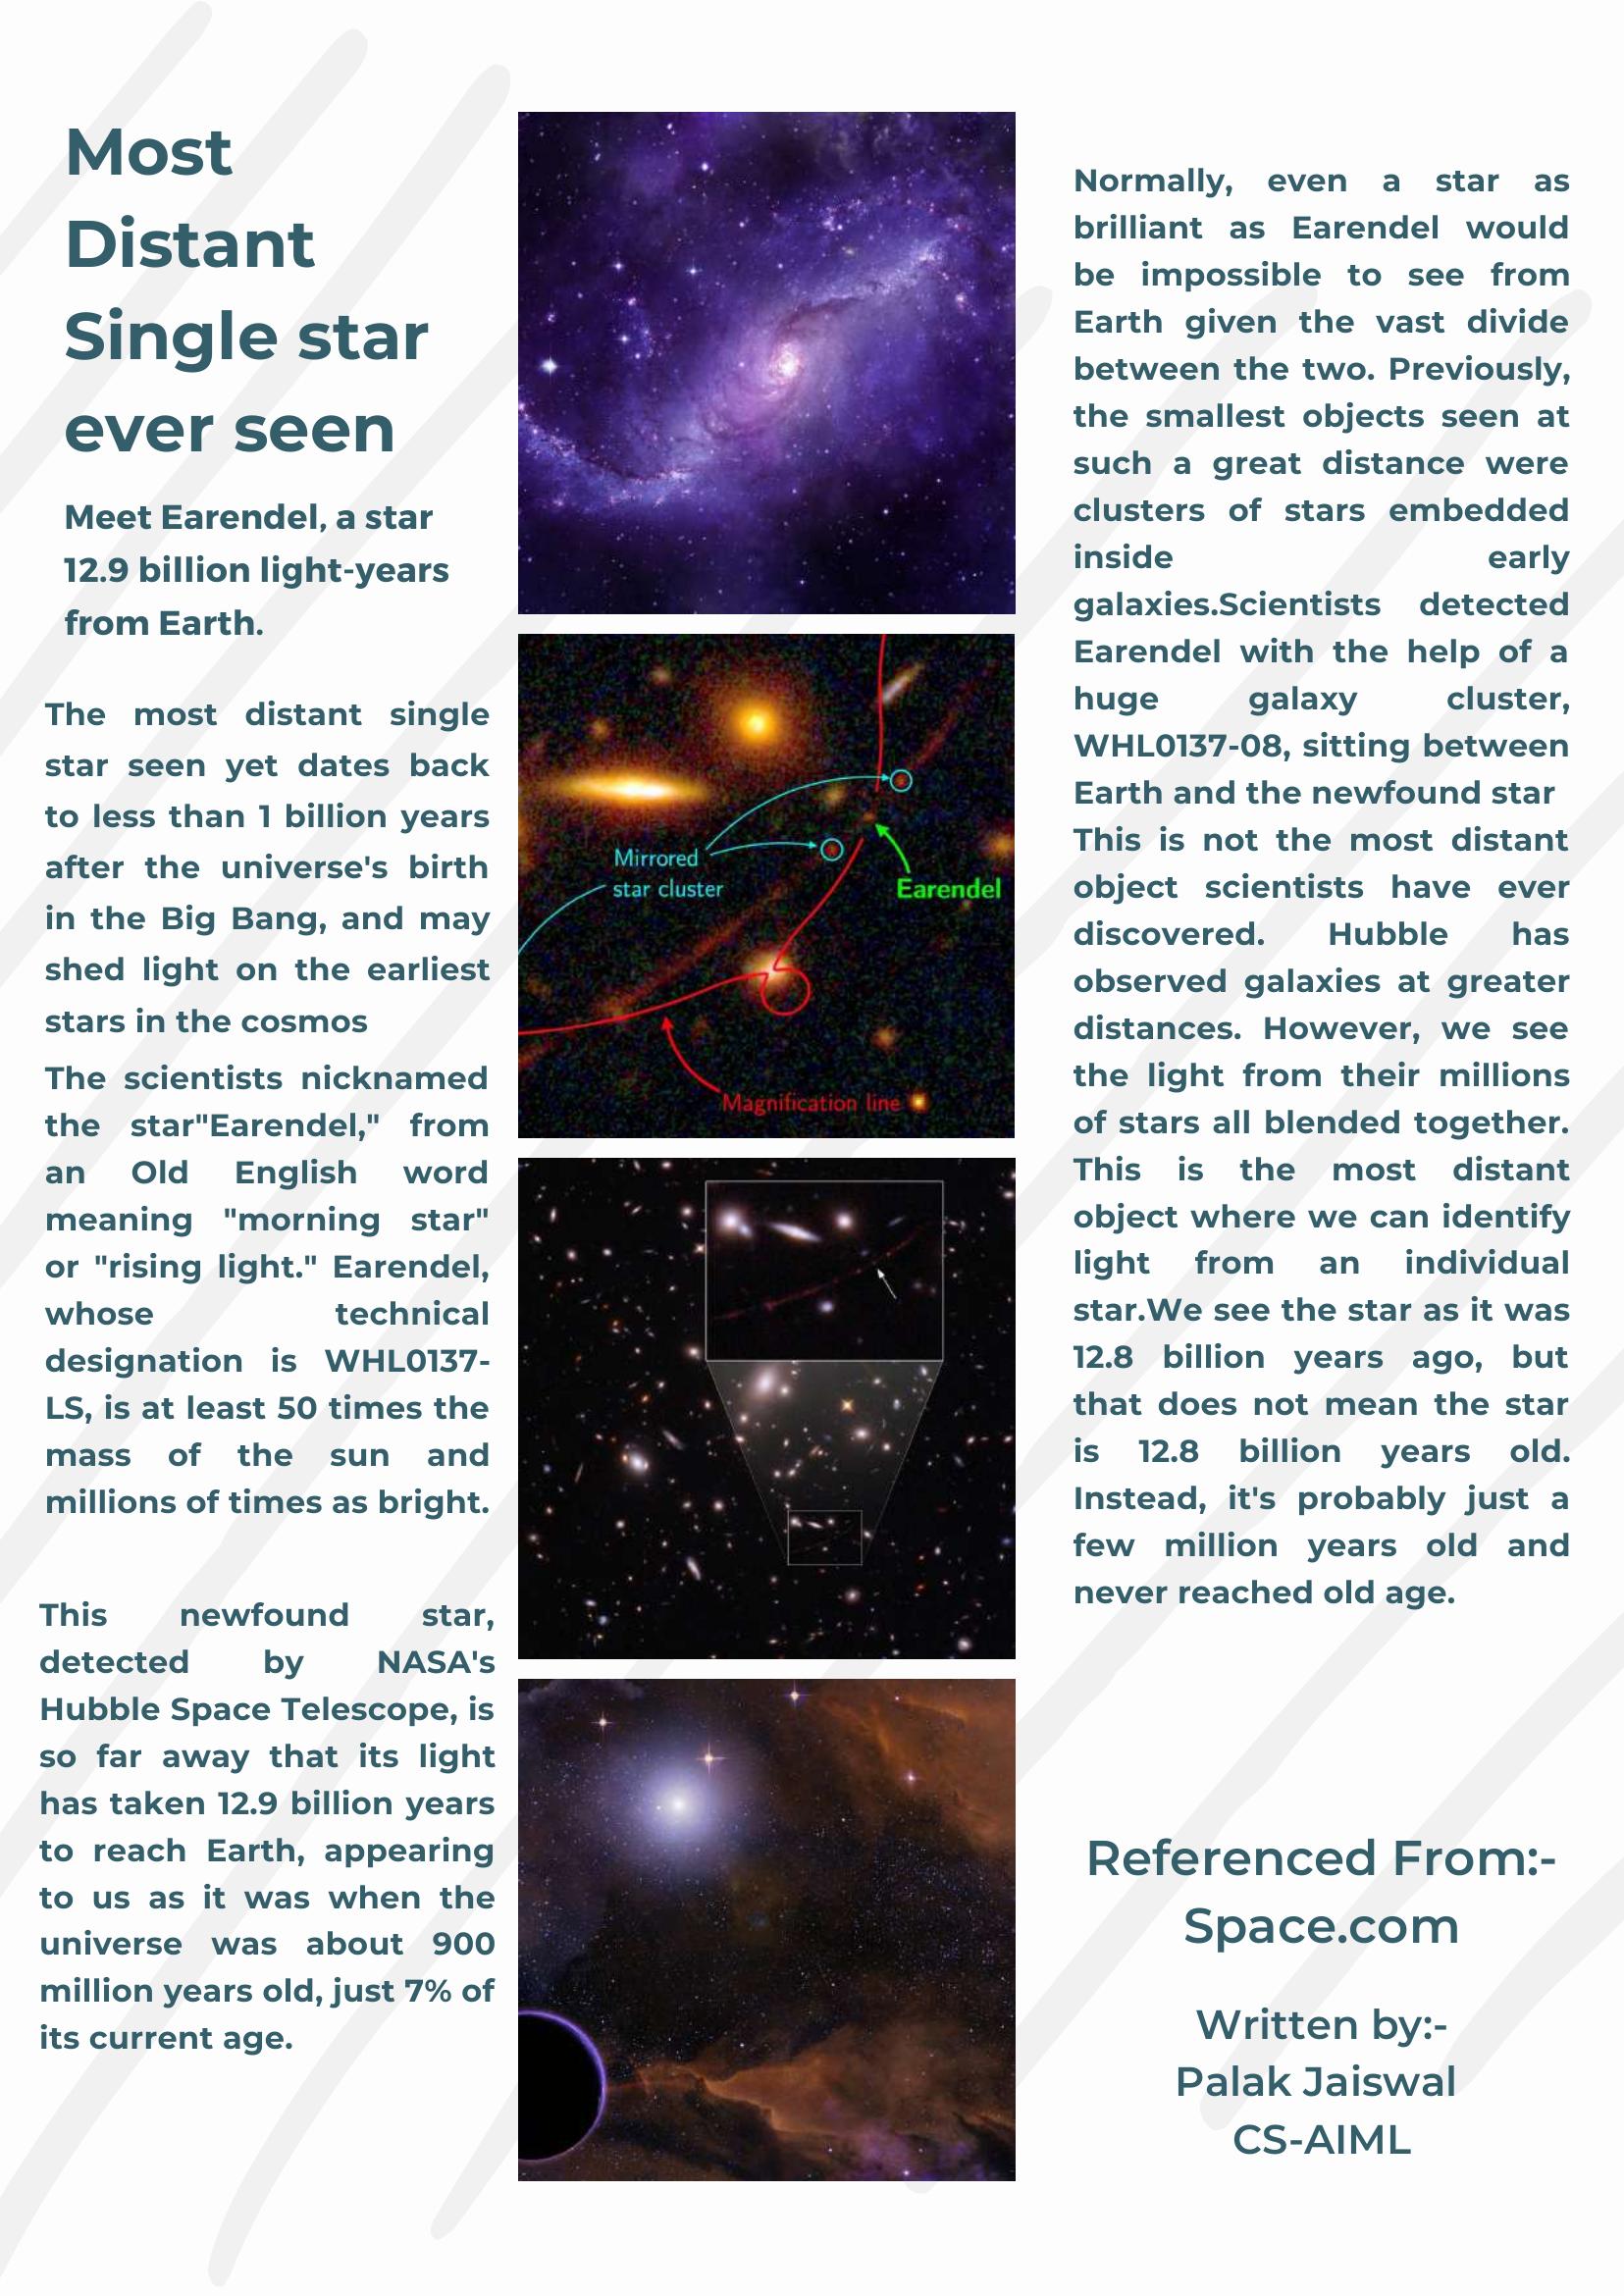 Most
Distant
Single star
ever seen
Meet Earendel, a star
12.9 billion light-years
from Earth.
The most distant single
star seen yet dates back
to less than 1 billion years
after the universe's birth
in the Big Bang, and may
shed light on the earliest
stars in the cosmos
The scientists nicknamed
the star"Earendel," from
an Old English word
meaning "morning star"
or "rising light." Earendel,
whose technical
designation is WHL0137-
LS, is at least 50 times the
mass of the sun and
millions of times as bright.
This newfound star,
detected by NASA's
Hubble Space Telescope, is
so far away that its light
has taken 12.9 billion years
to reach Earth, appearing
to us as it was when the
universe was about 900
million years old, just 7% of
its current age.
Mirrored
star cluster
Earendel
Magnification line
Normally, even a star as
brilliant as Earendel would
be impossible to see from
Earth given the vast divide
between the two. Previously,
the smallest objects seen at
such a great distance were
clusters of stars embedded
inside early
galaxies.Scientists detected
Earendel with the help of a
huge galaxy cluster,
WHL0137-08, sitting between
Earth and the newfound star
This is not the most distant
object scientists have ever
discovered. Hubble has
observed galaxies at greater
distances. However, we see
the light from their millions
of stars all blended together.
This is the most distant
object where we can identify
light from an individual
star.We see the star as it was
12.8 billion years ago, but
that does not mean the star
is 12.8 billion years old.
Instead, it's probably just a
few million years old and
never reached old age.
Referenced From:-
Space.com
Written by:-
Palak Jaiswal
CS-AIML